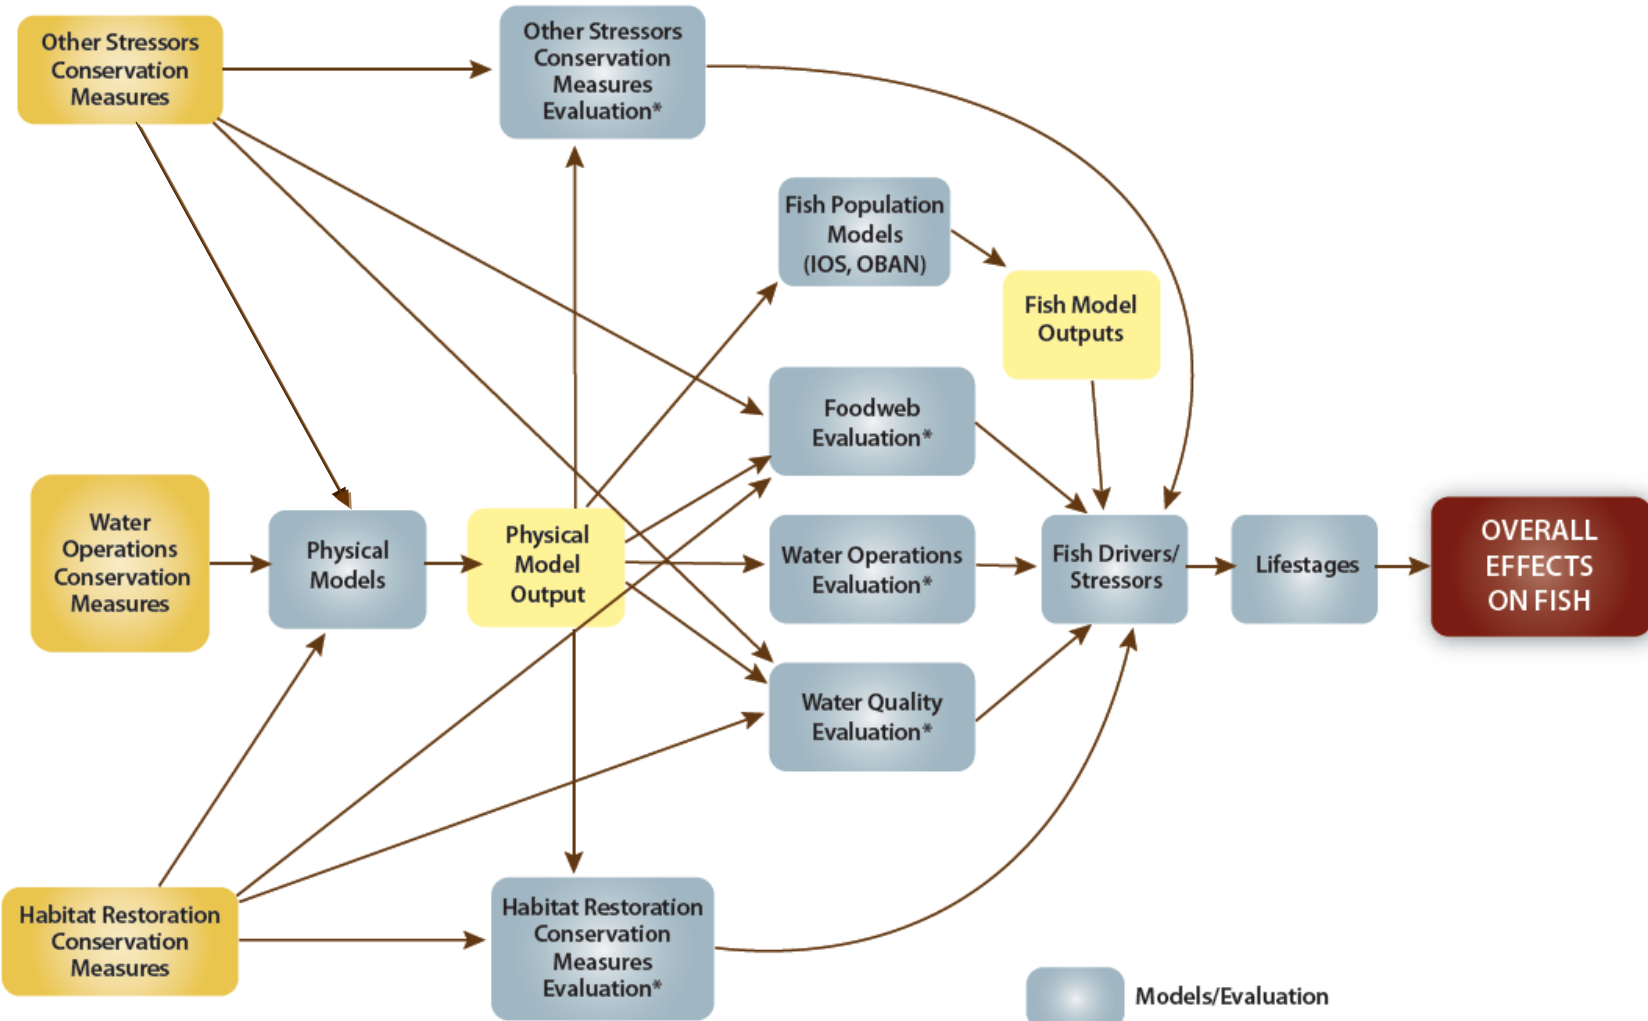 Other Stressors
Conservation
Measures
Other Stressors
Conservation
Measures
Evaluation*
Fish Population
Models
(IOS, OBAN)
Fish Model
Outputs
Foodweb
Evaluation*
Water
Operations
Conservation
Measures
Physical
Models
Physical
Model
Output
Water Operations
Evaluation*
Fish Drivers/
Stressors
Lifestages
OVERALL
EFFECTS
ON FISH
Water Quality
Evaluation*
Habitat Restoration
Conservation
Measures
Habitat Restoration
Conservation
Measures
Evaluation*
Models/Evaluation